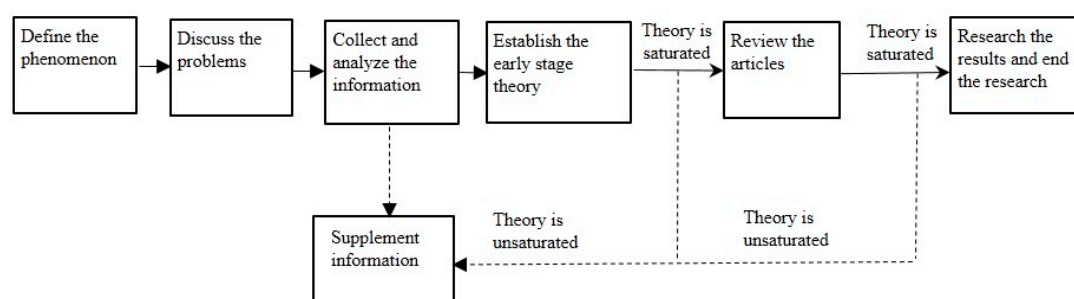 Define the
phenomenon
Discuss the
problems
Collect and
analyze the
information
Establish the
early stage
theory
Theory is
saturated
Review the
articles
Theory is
saturated
Research the
results and end
the research
Supplement
information
Theory is
unsaturated
Theory is
unsaturated